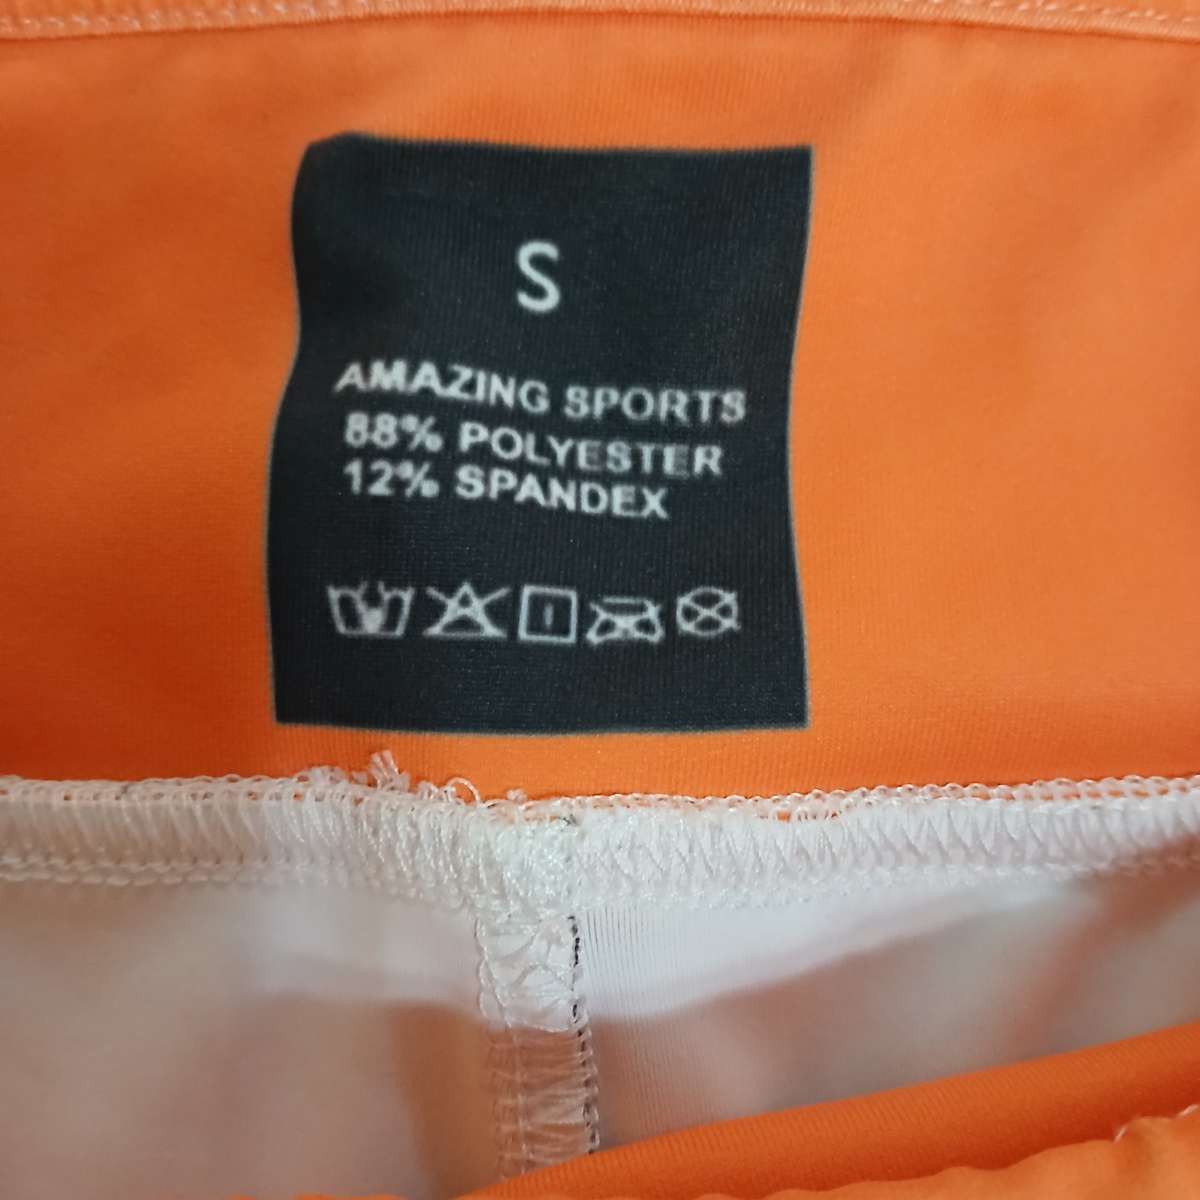 S
AMAZING SPORTS
88% POLYESTER
12% SPANDEX